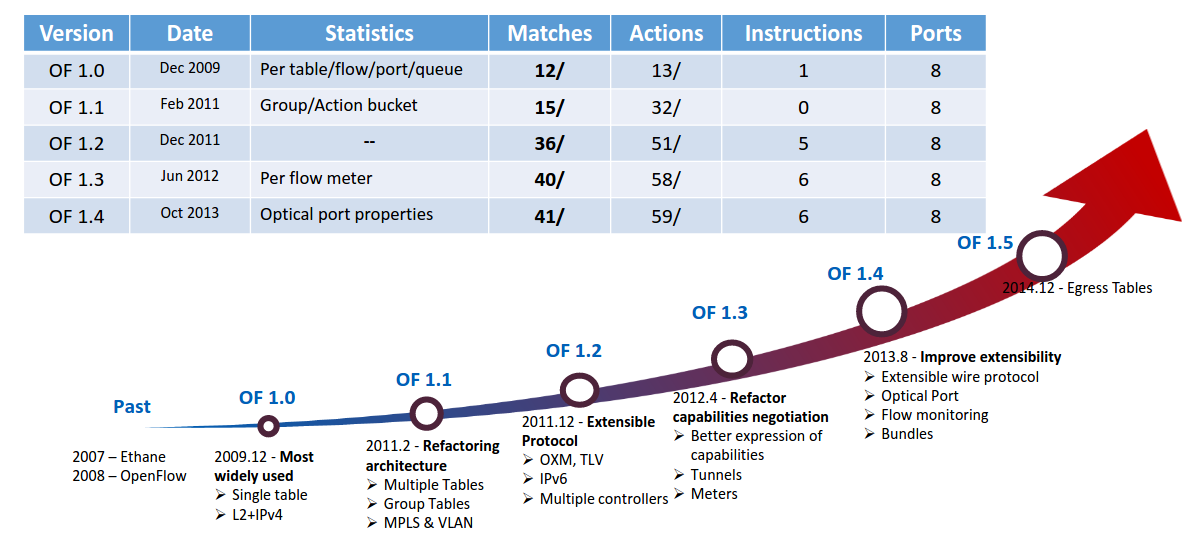 Version Date Statistics Matches Actions Instructions Ports
OF 1.0 Dec 2009 Per table/flow/port/queue 12/ 13/ 1 8
OF 1.1 Feb 2011 Group/Action bucket 15/ 32/ 0 8
OF 1.2 Dec 2011 -- 36/ 51/ 5 8
OF 1.3 Jun 2012 Per flow meter 40/ 58/ 6 8
OF 1.4 Oct 2013 Optical port properties 41/ 59/ 6 8
Past
2007 – Ethane
2008 – OpenFlow
OF 1.0
2009.12 - Most
widely used
➢ Single table
➢ L2+IPv4
OF 1.1
2011.2 - Refactoring
architecture
➢ Multiple Tables
➢ Group Tables
➢ MPLS & VLAN
OF 1.2
2011.12 - Extensible
Protocol
➢ OXM, TLV
➢ IPv6
➢ Multiple controllers
OF 1.3
2012.4 - Refactor
capabilities negotiation
➢ Better expression of
capabilities
➢ Tunnels
➢ Meters
OF 1.4
2013.8 - Improve extensibility
➢ Extensible wire protocol
➢ Optical Port
➢ Flow monitoring
➢ Bundles
OF 1.5
2014.12 - Egress Tables